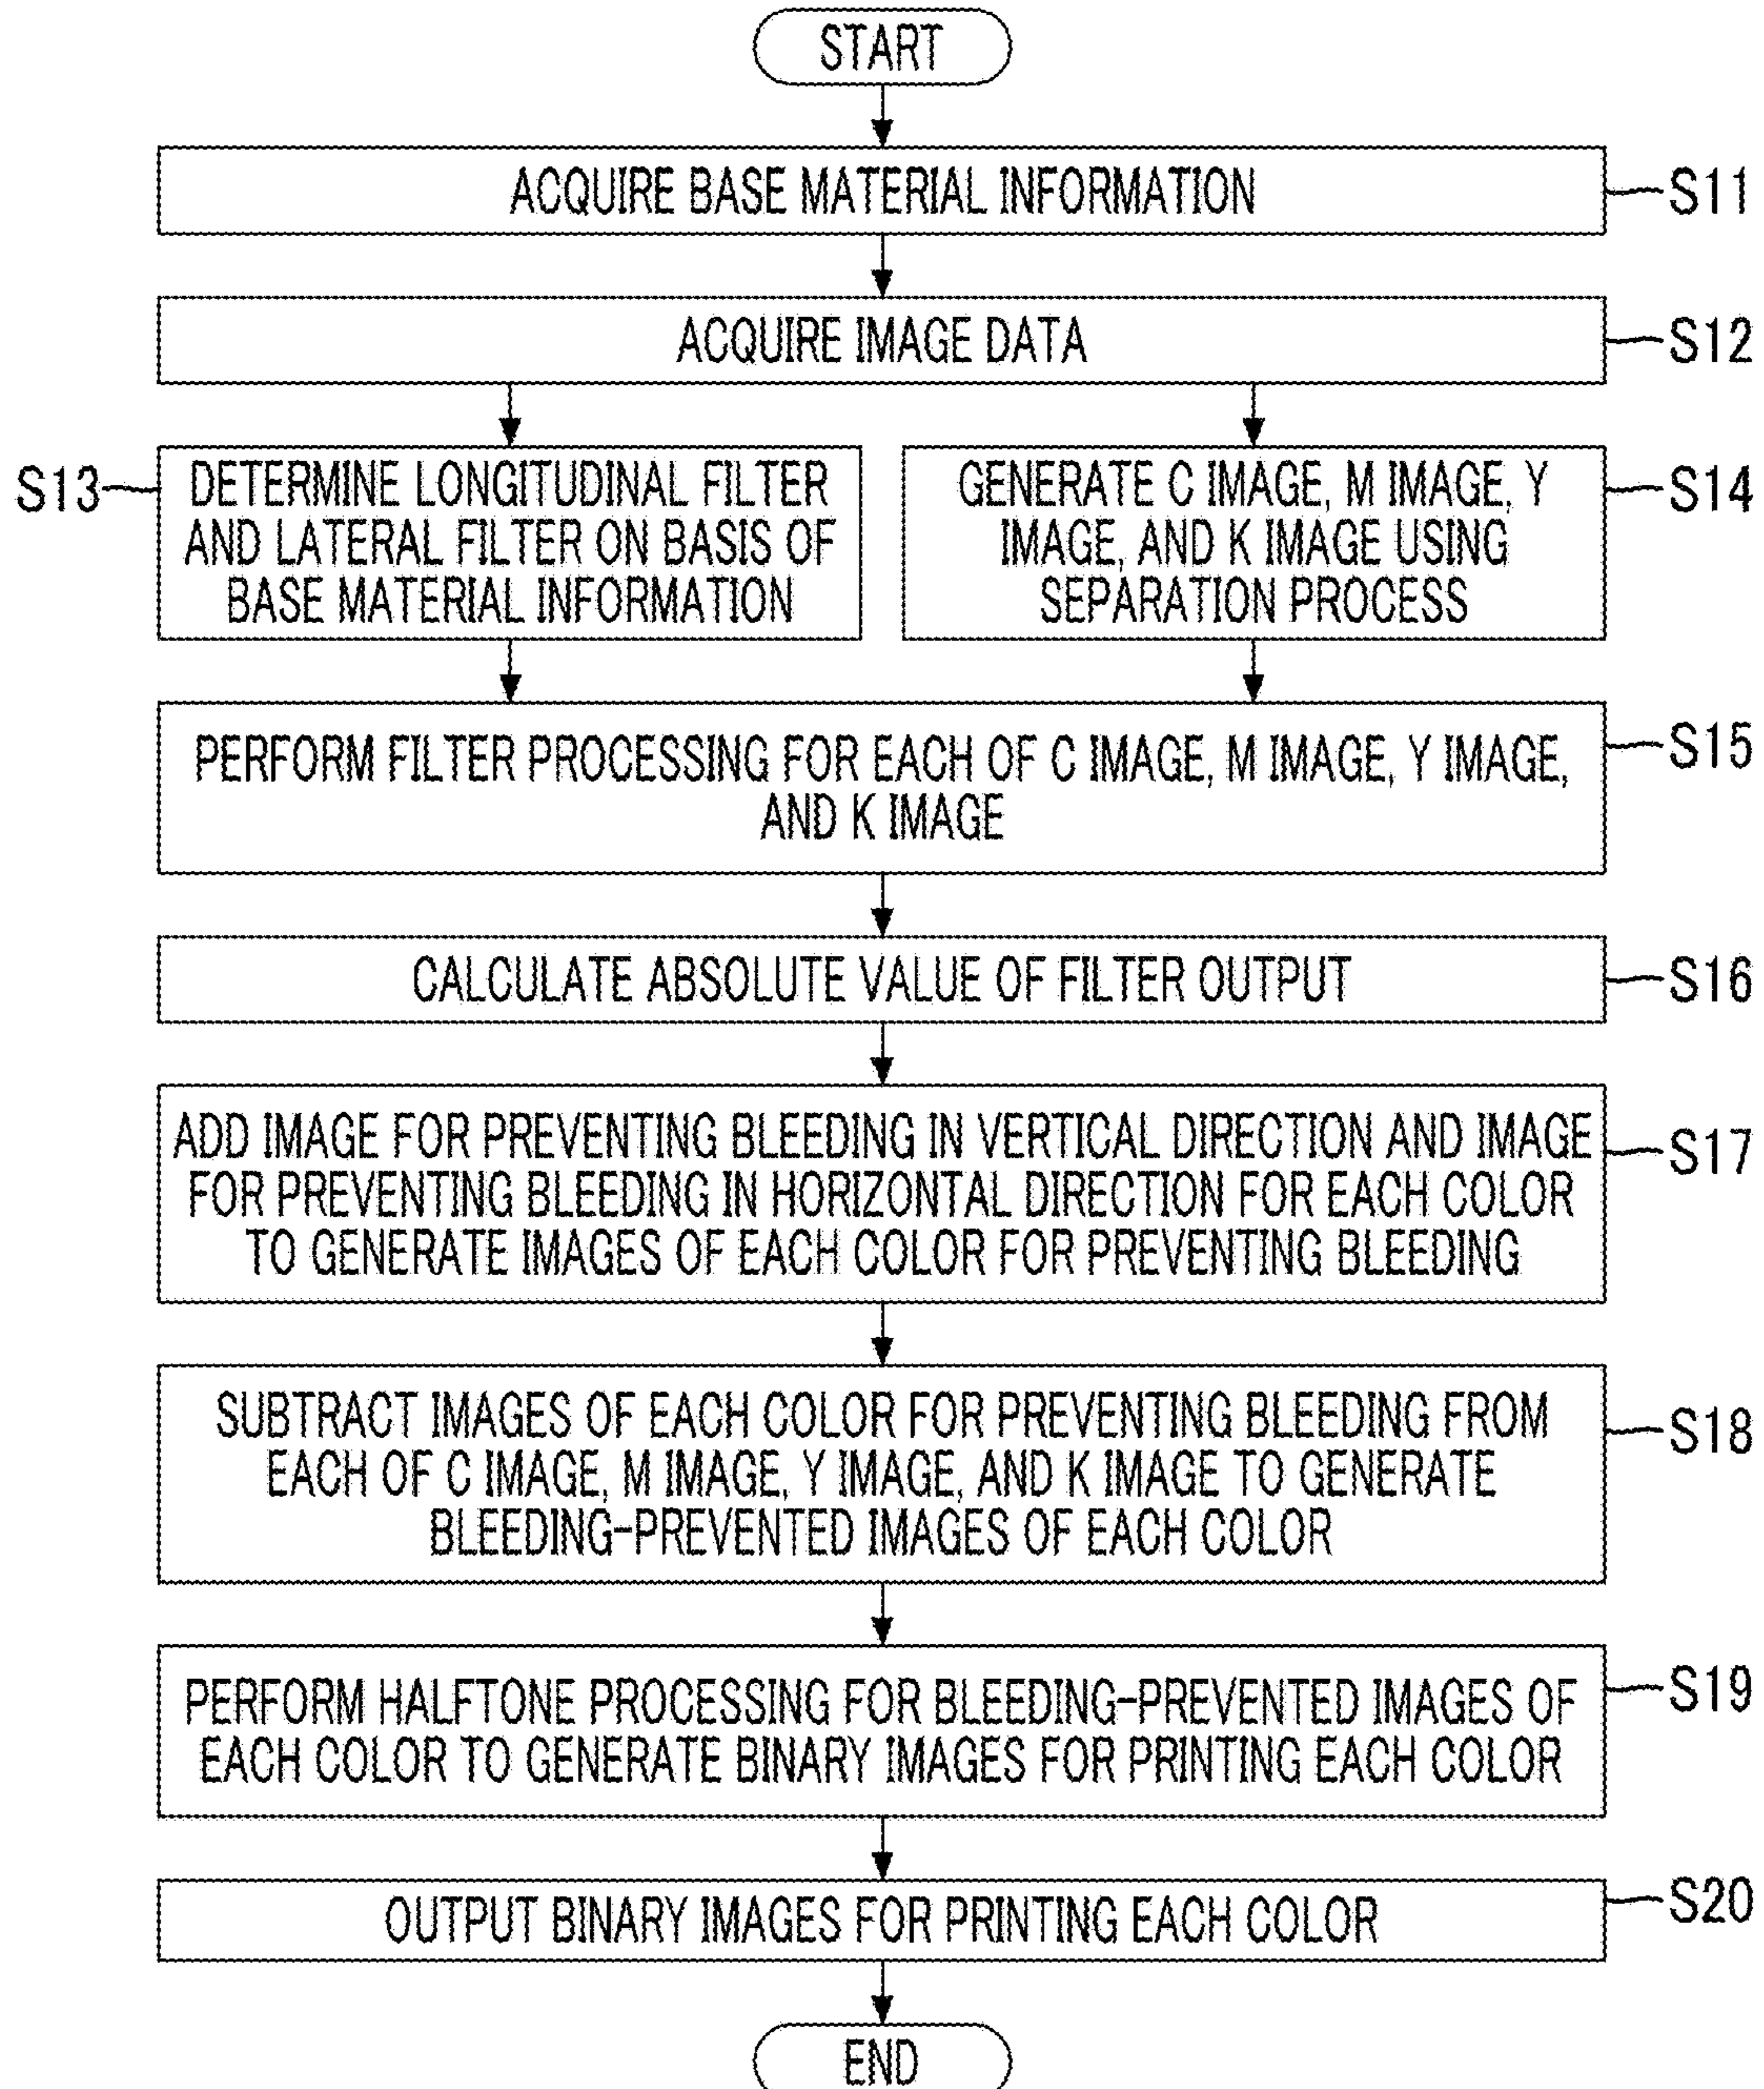 START
ACQUIRE BASE MATERIAL INFORMATION
S11
ACQUIRE IMAGE DATA
S12
S13
DETERMINE LONGITUDINAL FILTER
AND LATERAL FILTER ON BASIS OF
BASE MATERIAL INFORMATION
GENERATE C IMAGE, M IMAGE, Y
IMAGE, AND K IMAGE USING
SEPARATION PROCESS
S14
PERFORM FILTER PROCESSING FOR EACH OF C IMAGE, M IMAGE, Y IMAGE,
AND K IMAGE
S15
CALCULATE ABSOLUTE VALUE OF FILTER OUTPUT
S16
ADD IMAGE FOR PREVENTING BLEEDING IN VERTICAL DIRECTION AND IMAGE
FOR PREVENTING BLEEDING IN HORIZONTAL DIRECTION FOR EACH COLOR
TO GENERATE IMAGES OF EACH COLOR FOR PREVENTING BLEEDING
S17
SUBTRACT IMAGES OF EACH COLOR FOR PREVENTING BLEEDING FROM
EACH OF C IMAGE, M IMAGE, Y IMAGE, AND K IMAGE TO GENERATE
BLEEDING-PREVENTED IMAGES OF EACH COLOR
S18
PERFORM HALFTONE PROCESSING FOR BLEEDING-PREVENTED IMAGES OF
EACH COLOR TO GENERATE BINARY IMAGES FOR PRINTING EACH COLOR
S19
OUTPUT BINARY IMAGES FOR PRINTING EACH COLOR
S20
END